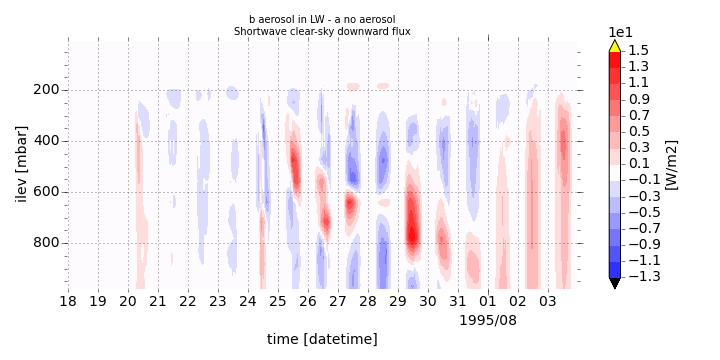 b aerosol in LW - a no aerosol
Shortwave clear-sky downward flux
1e1
1.5
1.3
1.1
0.9
0.7
0.5
0.3
0.1
−0.1
−0.3
−0.5
−0.7
−0.9
−1.1
−1.3
[W/m2]
200
400
600
800
ilev [mbar]
18 19 20 21 22 23 24 25 26 27 28 29 30 31 01 02 03
1995/08
time [datetime]